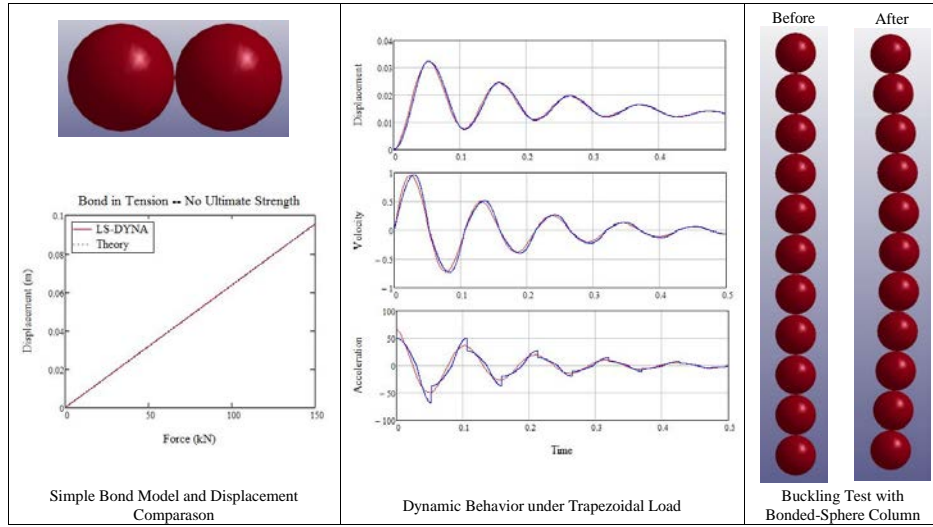 Bond in Tension -- No Ultimate Strength
LS-DYNA
Theory
Displacement (m)
0.1
0.08
0.06
0.04
0.02
0
0
50
100
150
Force (kN)
Simple Bond Model and Displacement
Comparason
Displacement
0.04
0.03
0.02
0.01
0
0
0.1
0.2
0.3
0.4
Velocity
1
0.5
0
− 0.5
− 1
0
0.1
0.2
0.3
0.4
0.5
Acceleration
100
50
0
− 50
− 100
0
0.1
0.2
0.3
0.4
0.5
Time
Dynamic Behavior under Trapezoidal Load
Before
After
Buckling Test with
Bonded-Sphere Column